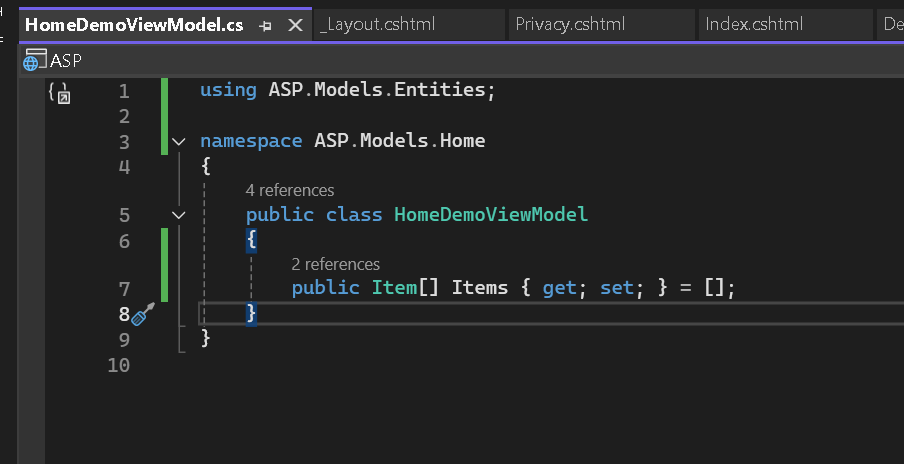 HomeDemoViewModel.cs
_Layout.cshtml
Privacy.cshtml
Index.cshtml
De
ASP
1 using ASP.Models.Entities;
2
3 namespace ASP.Models.Home
4 {
4 references
5 public class HomeDemoViewModel
6 {
2 references
7 public Item[] Items { get; set; } = [];
8 }
9 }
10